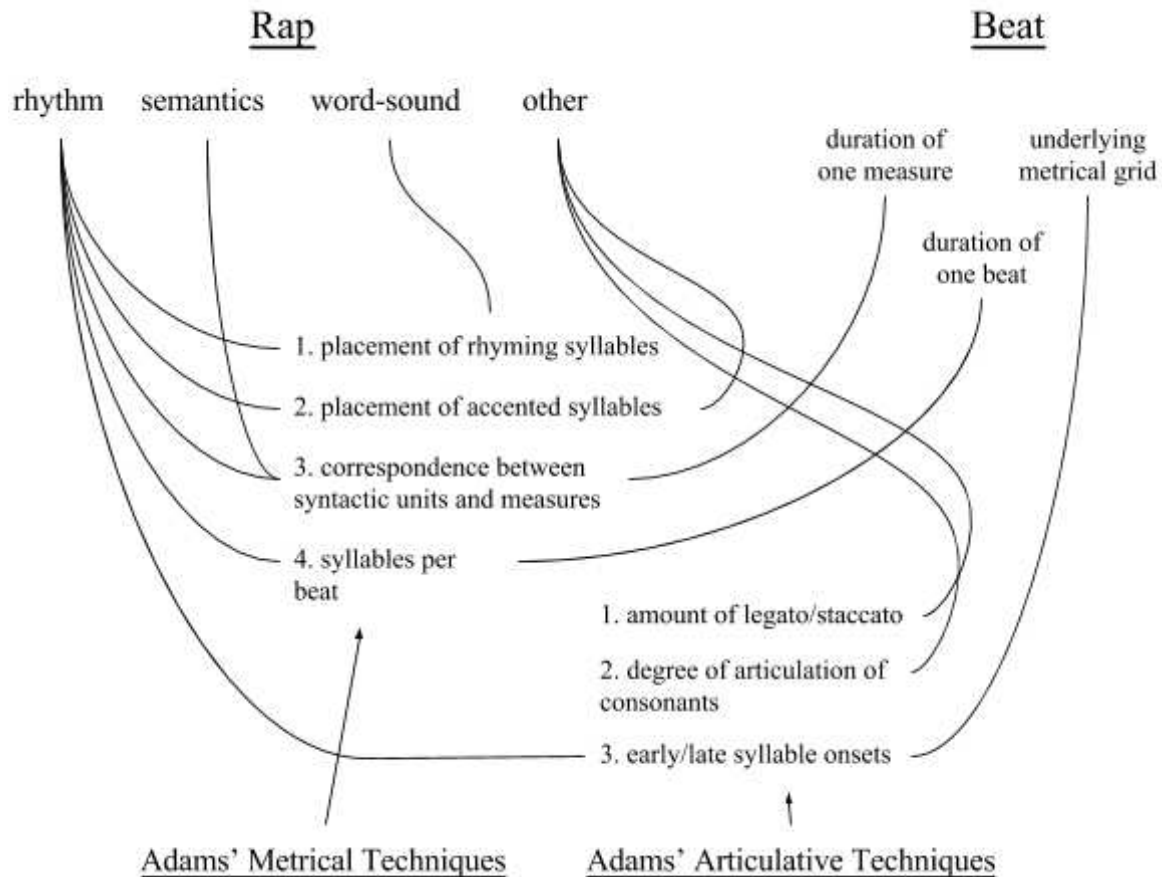 Rap
Beat
rhythm semantics word-sound other
duration of
one measure
underlying
metrical grid
duration of
one beat
1. placement of rhyming syllables
2. placement of accented syllables
3. correspondence between
syntactic units and measures
4. syllables per
beat
1. amount of legato/staccato
2. degree of articulation of
consonants
3. early/late syllable onsets
Adams’ Metrical Techniques
Adams’ Articulative Techniques